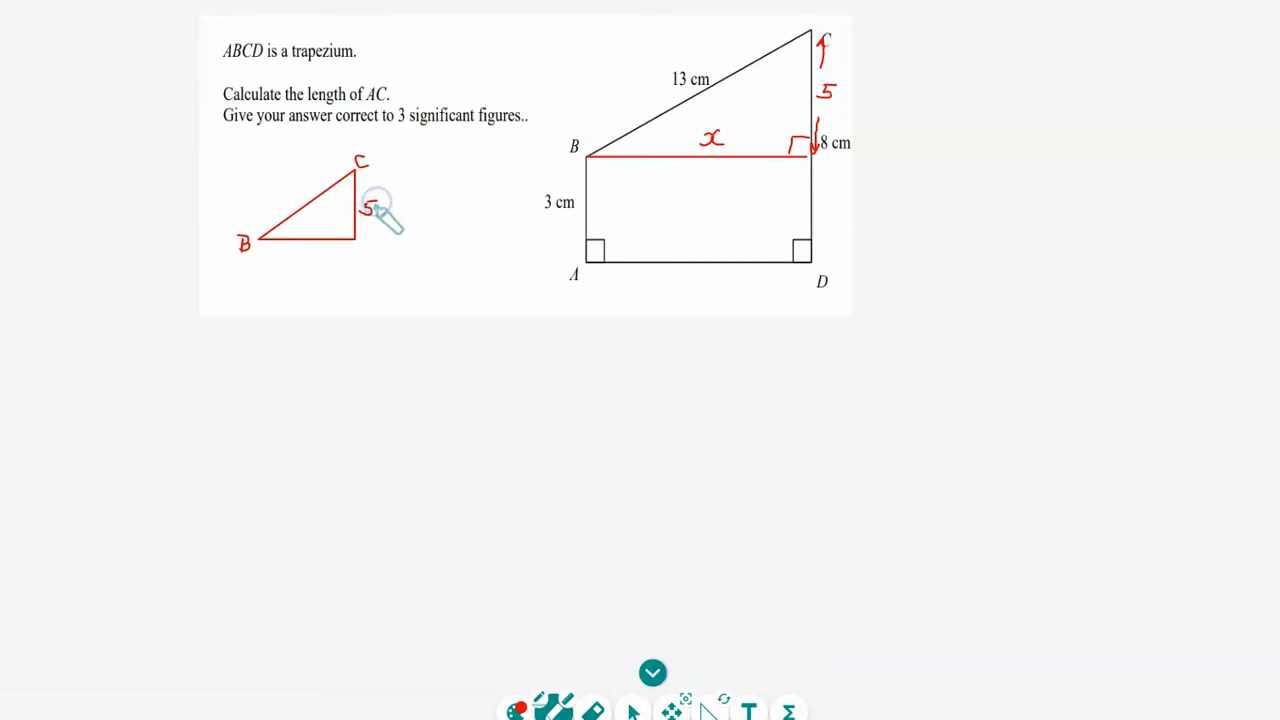 ABCD is a trapezium.
Calculate the length of AC.
Give your answer correct to 3 significant figures..
C
5
B
C
13 cm
5
x
B
8 cm
3 cm
A
D
T
Σ